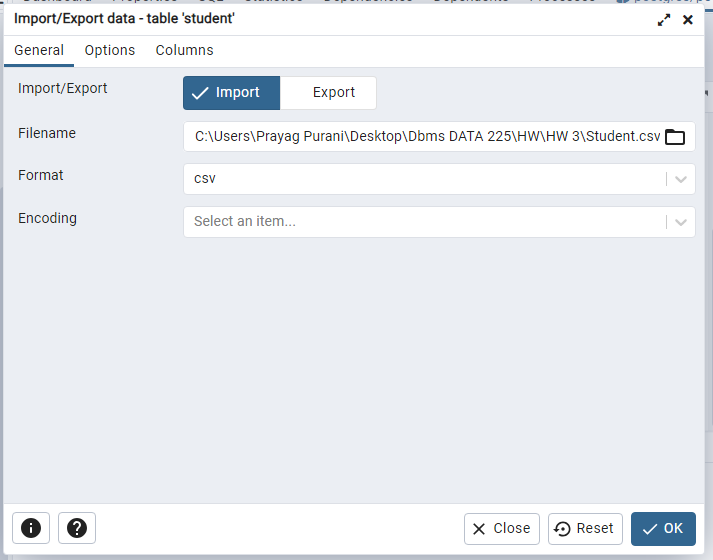 Import/Export data - table 'student'
General Options Columns
Import/Export Import Export
Filename C:\Users\Prayag Purani\Desktop\Dbms DATA 225\HW\HW 3\Student.csv
Format csv
Encoding Select an item...
Close Reset OK